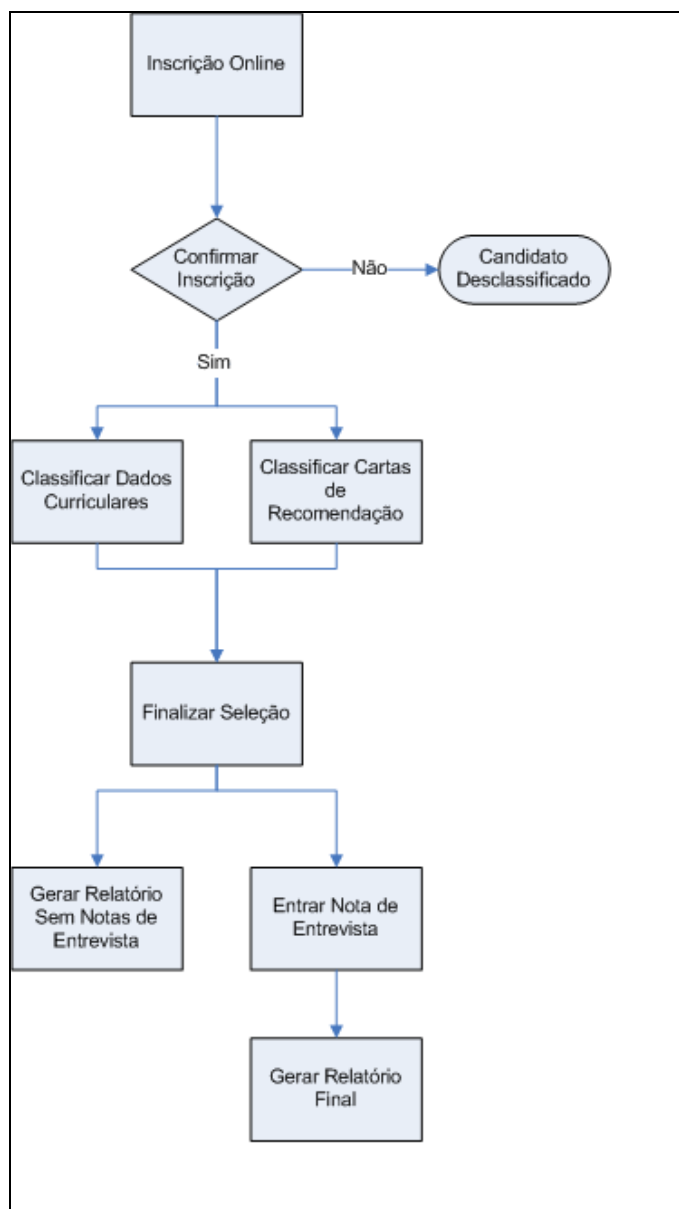 Inscrição Online
Confirmar
Inscrição
Não
Candidato
Desclassificado
Sim
Classificar Dados
Curriculares
Classificar Cartas
de
Recomendação
Finalizar Seleção
Gerar Relatório
Sem Notas de
Entrevista
Entrar Nota de
Entrevista
Gerar Relatório
Final